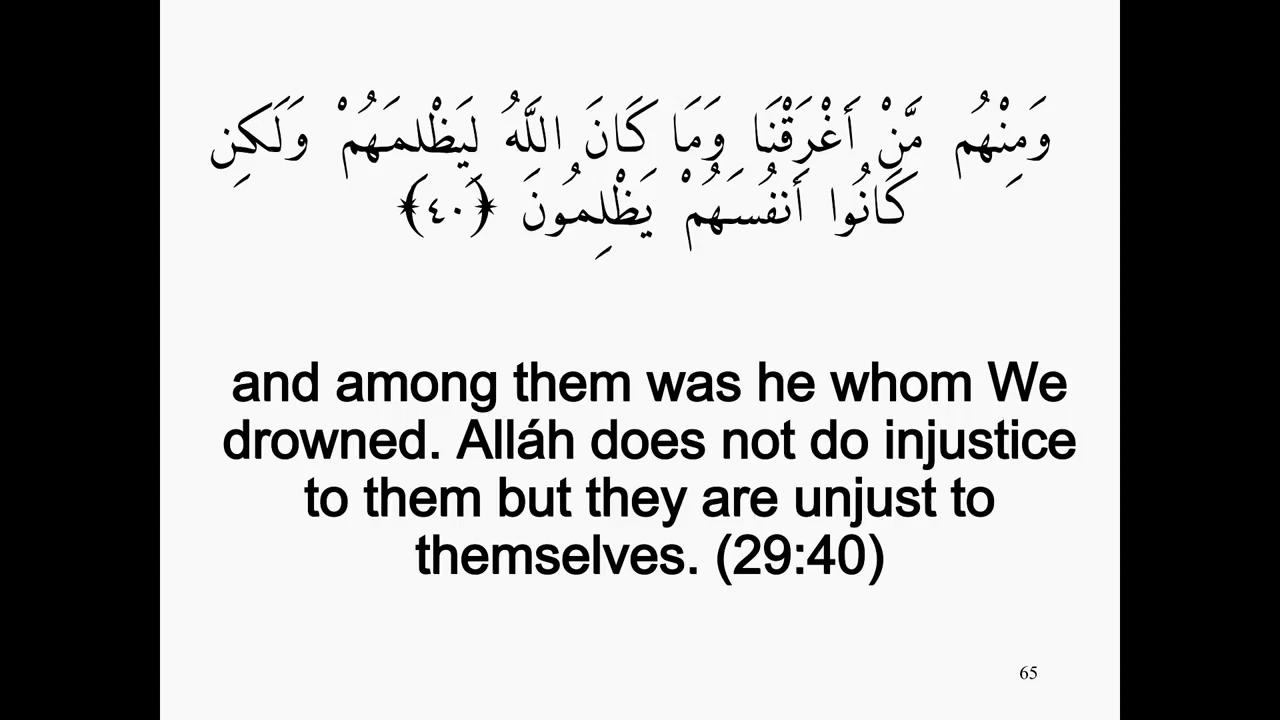 وَمِنْهُم مَّنْ أَغْرَقْنَا وَمَا كَانَ اللَّهُ لِيَظْلِمَهُمْ وَلَكِن
كَانُوا أَنفُسَهُمْ يَظْلِمُونَ ﴿٤٠﴾
and among them was he whom We
drowned. Alláh does not do injustice
to them but they are unjust to
themselves. (29:40)
65